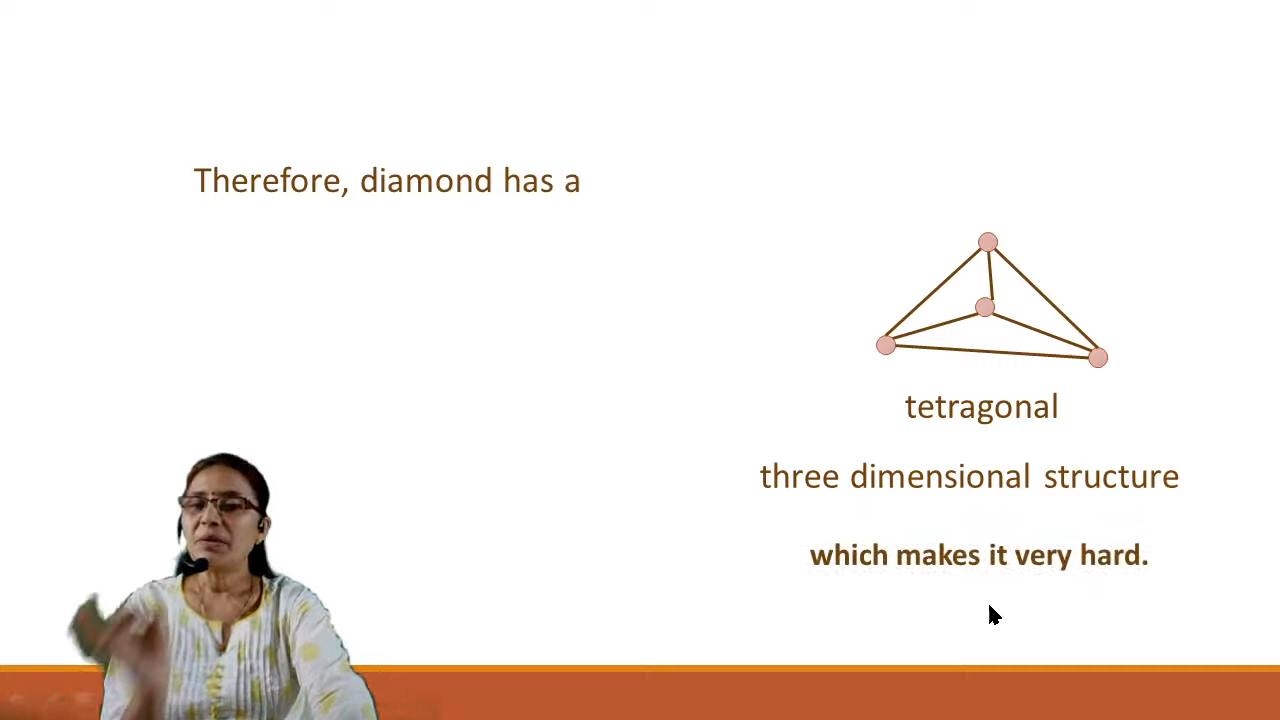 Therefore, diamond has a
tetragonal
three dimensional structure
which makes it very hard.